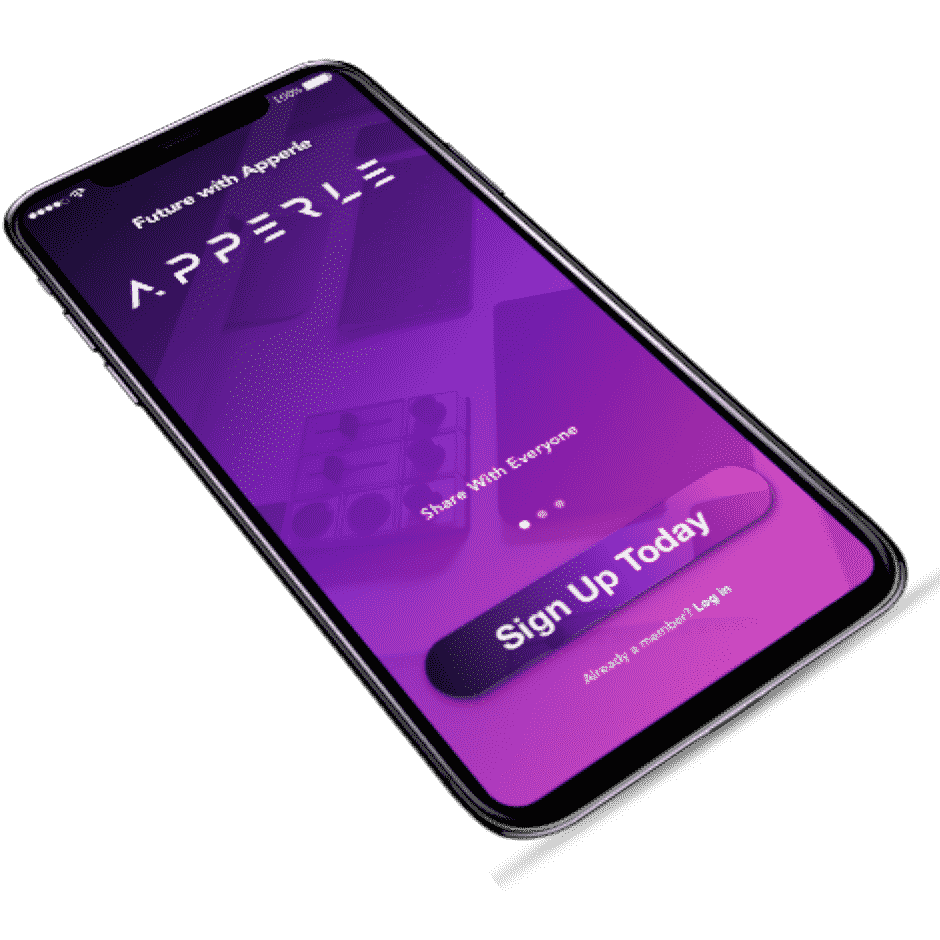 100%
Future with Apperle
APPERLE
Share With Everyone
Sign Up Today
Already a member? Log in